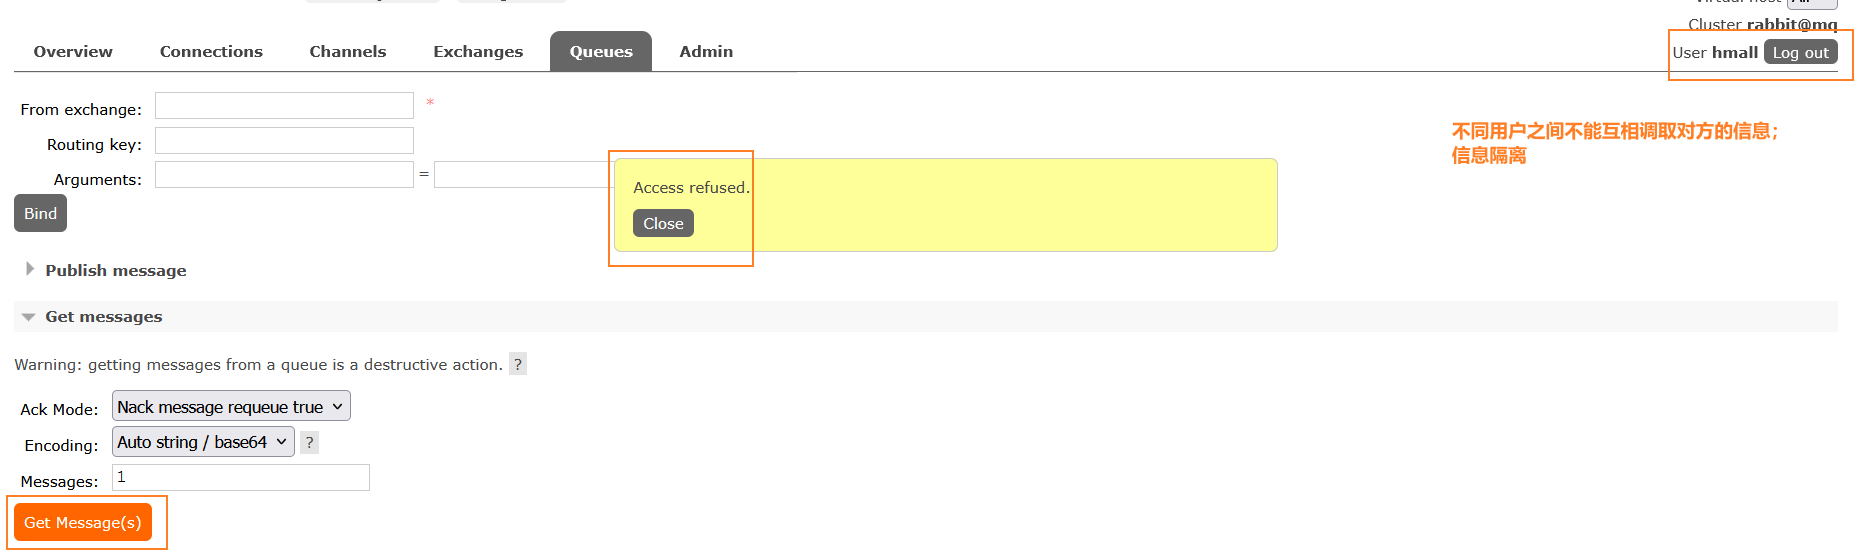 Cluster rabbit@mq
Overview Connections Channels Exchanges Queues Admin
User hmall Log out
From exchange: *
Routing key:
Arguments: =
Bind
不同用户之间不能互相调取对方的信息；
信息隔离
Access refused.
Close
Publish message
Get messages
Warning: getting messages from a queue is a destructive action. ?
Ack Mode: Nack message requeue true
Encoding: Auto string / base64 ?
Messages: 1
Get Message(s)